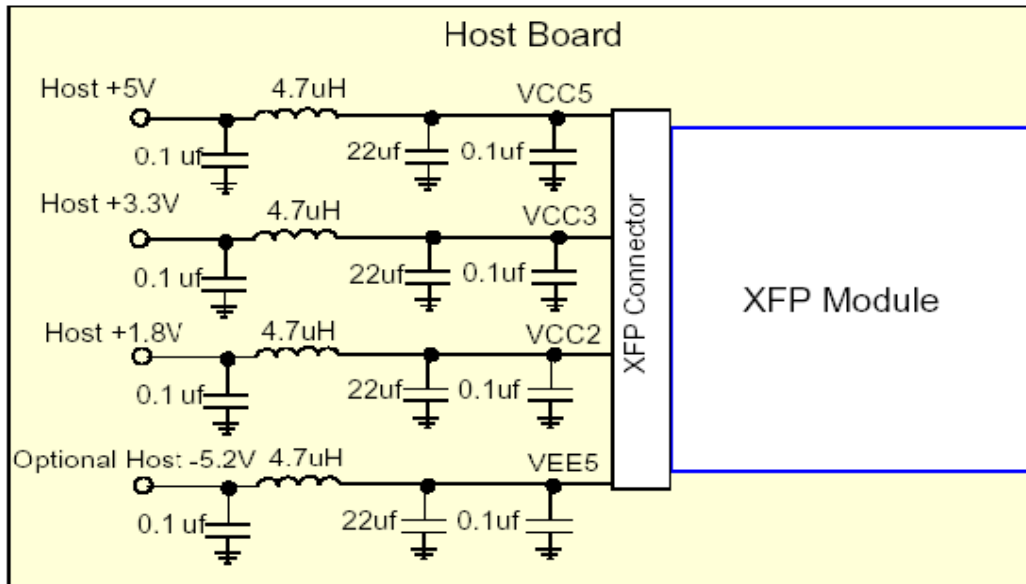 Host Board
Host +5V
4.7uH
VCC5
0.1 uf
22uf
0.1uf
Host +3.3V
4.7uH
VCC3
0.1 uf
22uf
0.1uf
Host +1.8V
4.7uH
VCC2
0.1 uf
22uf
0.1uf
Optional Host -5.2V
4.7uH
VEE5
0.1 uf
22uf
0.1uf
XFP Connector
XFP Module